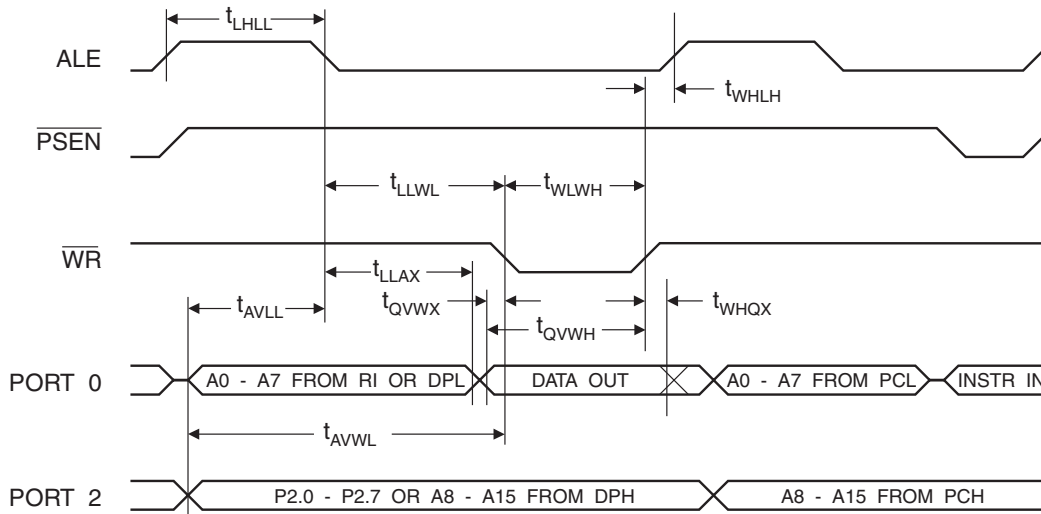 tLHLL
ALE
tWHLH
PSEN
tLLWL
tWLWH
WR
tLLAX
tQVWX
tWHQX
tAVLL
tQVWH
PORT 0
A0 - A7 FROM RI OR DPL
DATA OUT
A0 - A7 FROM PCL
INSTR IN
tAVWL
PORT 2
P2.0 - P2.7 OR A8 - A15 FROM DPH
A8 - A15 FROM PCH